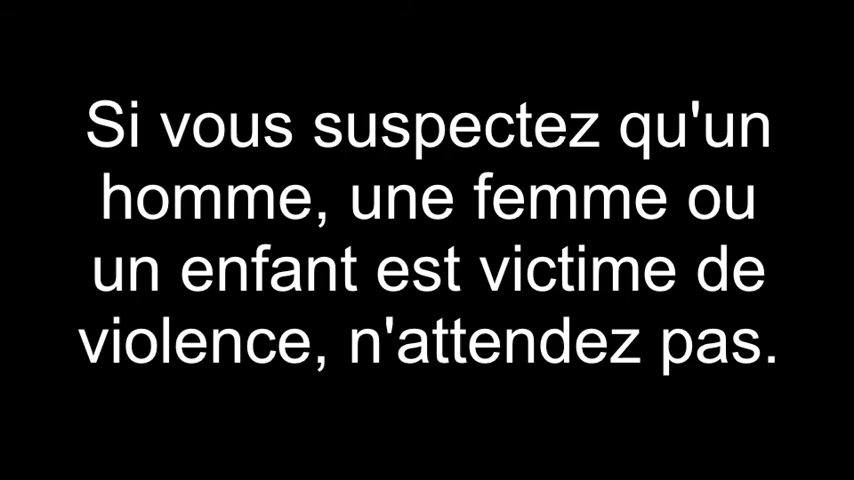 Si vous suspectez qu'un
homme, une femme ou
un enfant est victime de
violence, n'attendez pas.